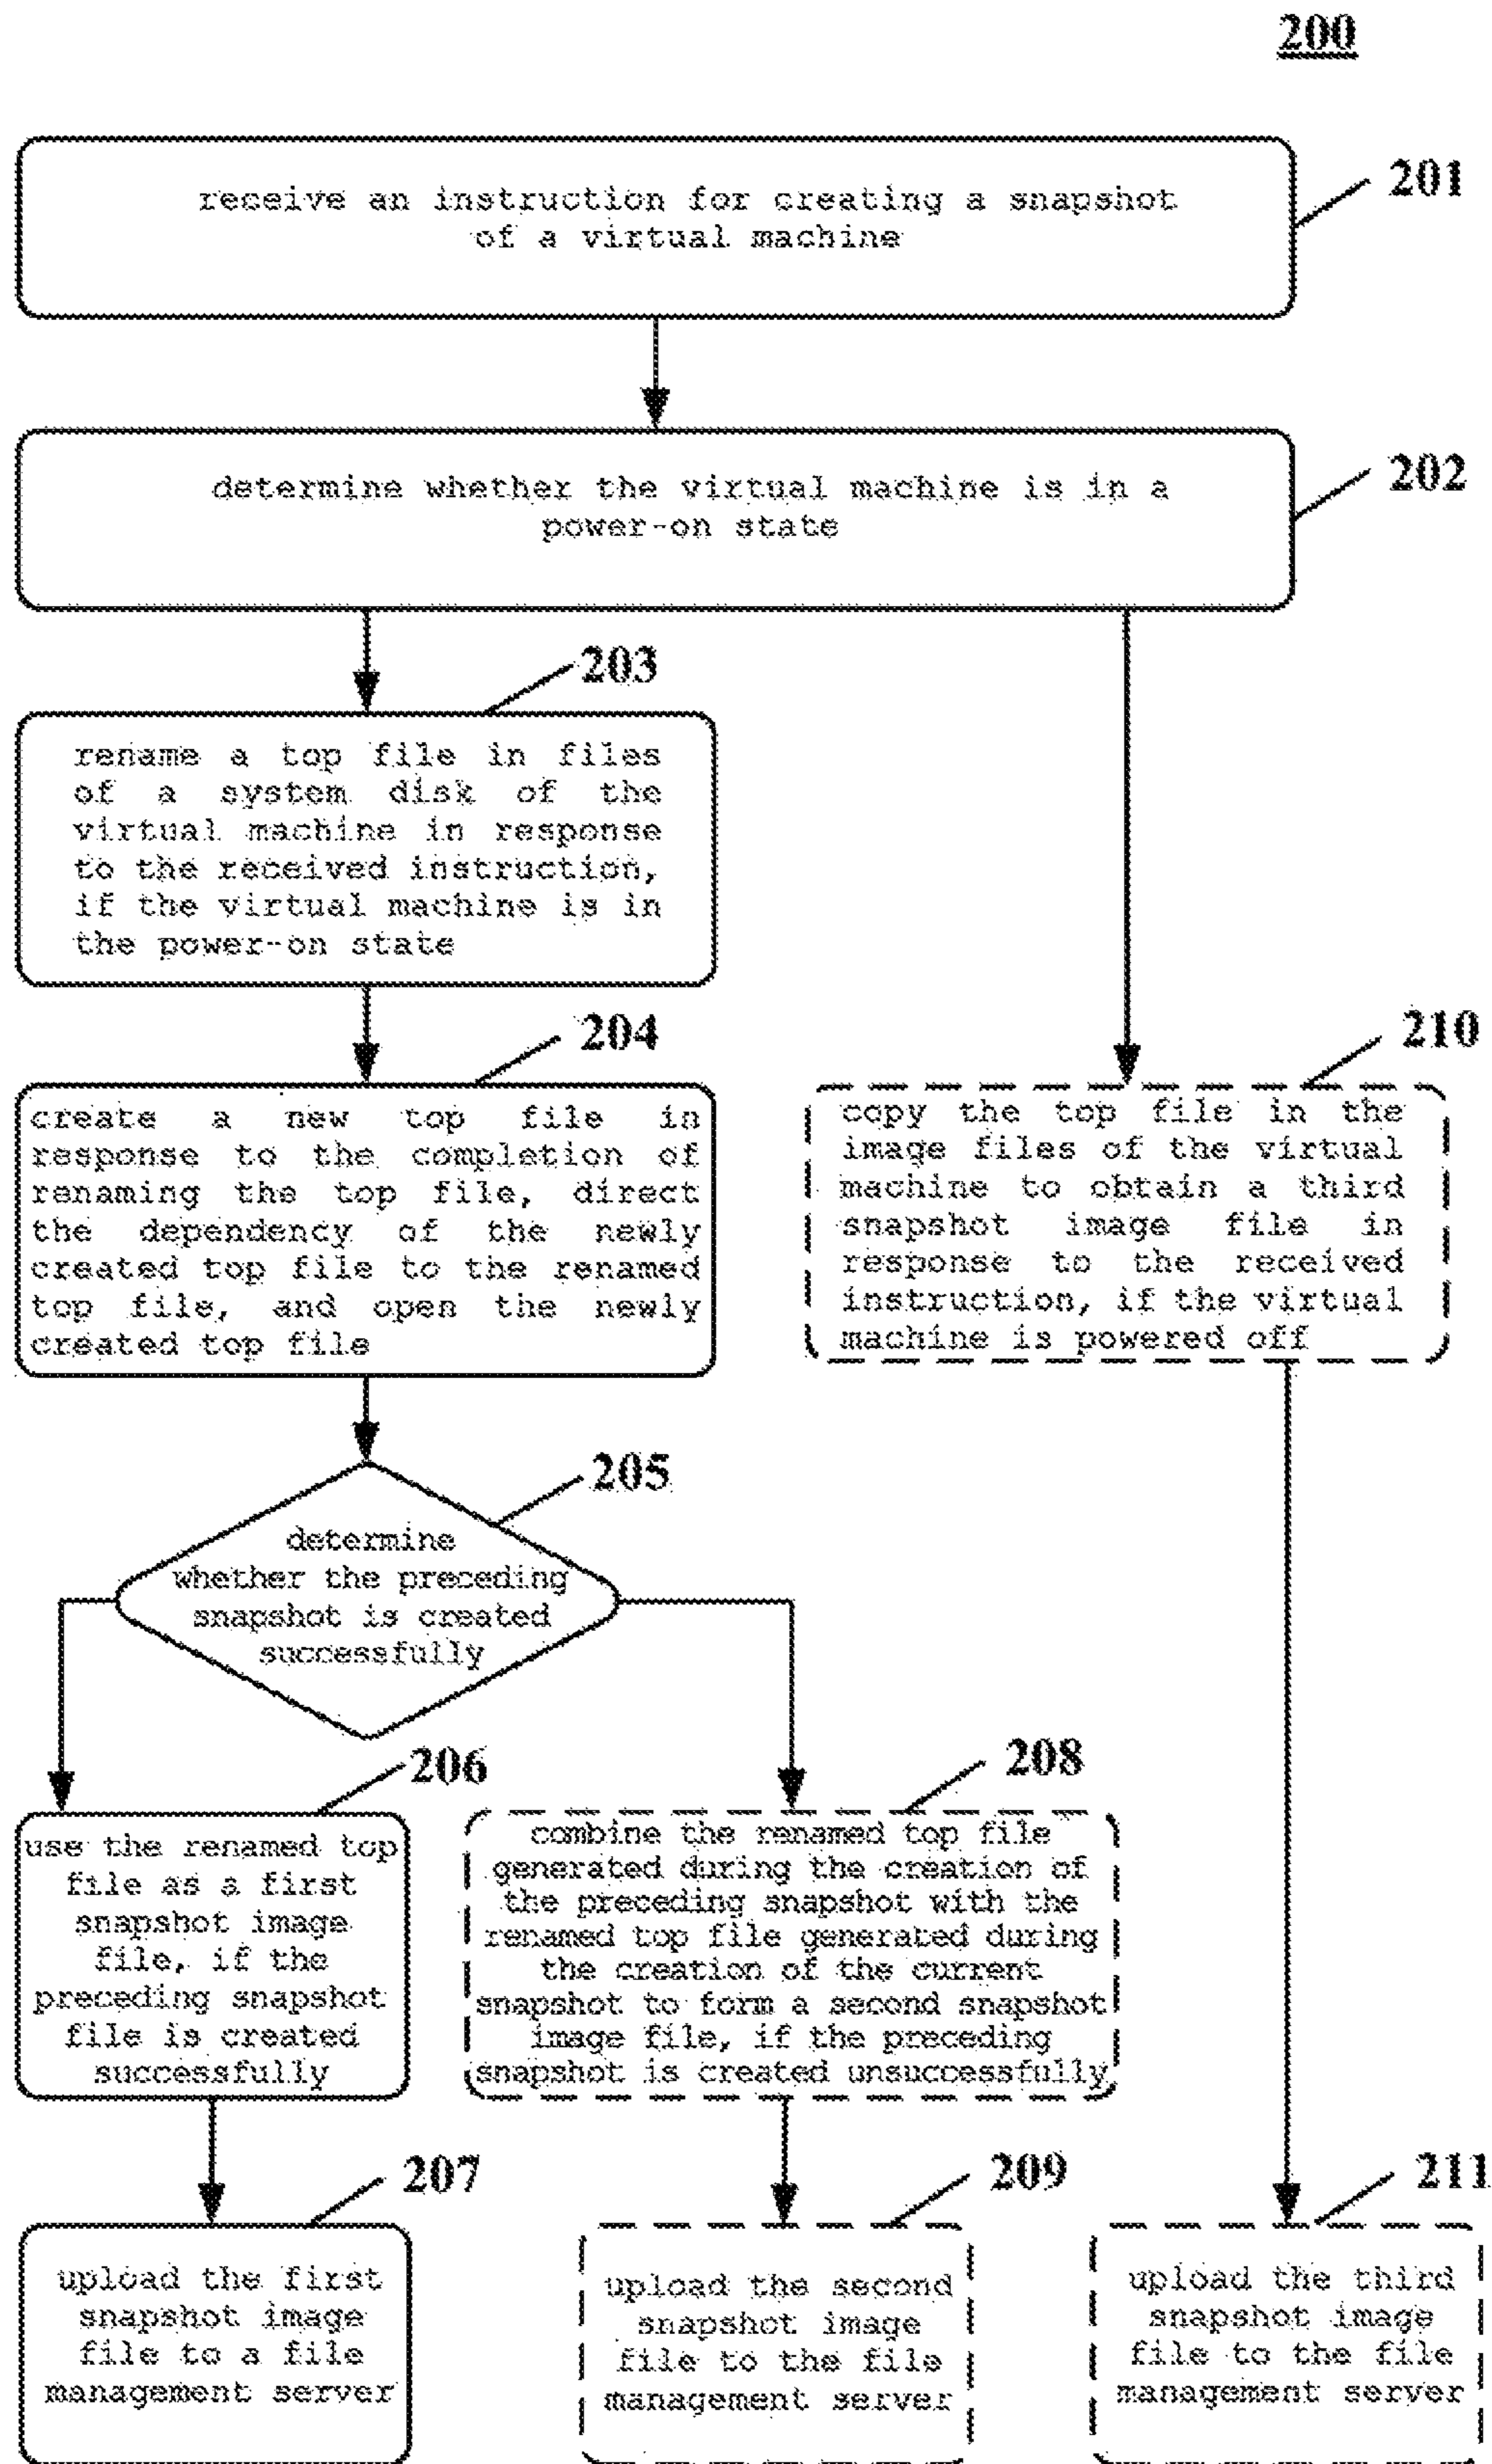 200
receive an instruction for creating a snapshot
of a virtual machine
201
determine whether the virtual machine is in a
power-on state
202
203
rename a top file in files
of a system disk of the
virtual machine in response
to the received instruction,
if the virtual machine is in
the power-on state
204
create a new top file in
response to the completion of
renaming the top file, direct
the dependency of the newly
created top file to the renamed
top file, and open the newly
created top file
210
copy the top file in the
image files of the virtual
machine to obtain a third
snapshot image file in
response to the received
instruction, if the virtual
machine is powered off
205
determine
whether the preceding
snapshot is created
successfully
206
use the renamed top
file as a first
snapshot image
file, if the
preceding snapshot
file is created
successfully
208
combine the renamed top file
generated during the creation of
the preceding snapshot with the
renamed top file generated during
the creation of the current
snapshot to form a second snapshot
image file, if the preceding
snapshot is created unsuccessfully
207
upload the first
snapshot image
file to a file
management server
209
upload the second
snapshot image
file to the file
management server
211
upload the third
snapshot image
file to the file
management server